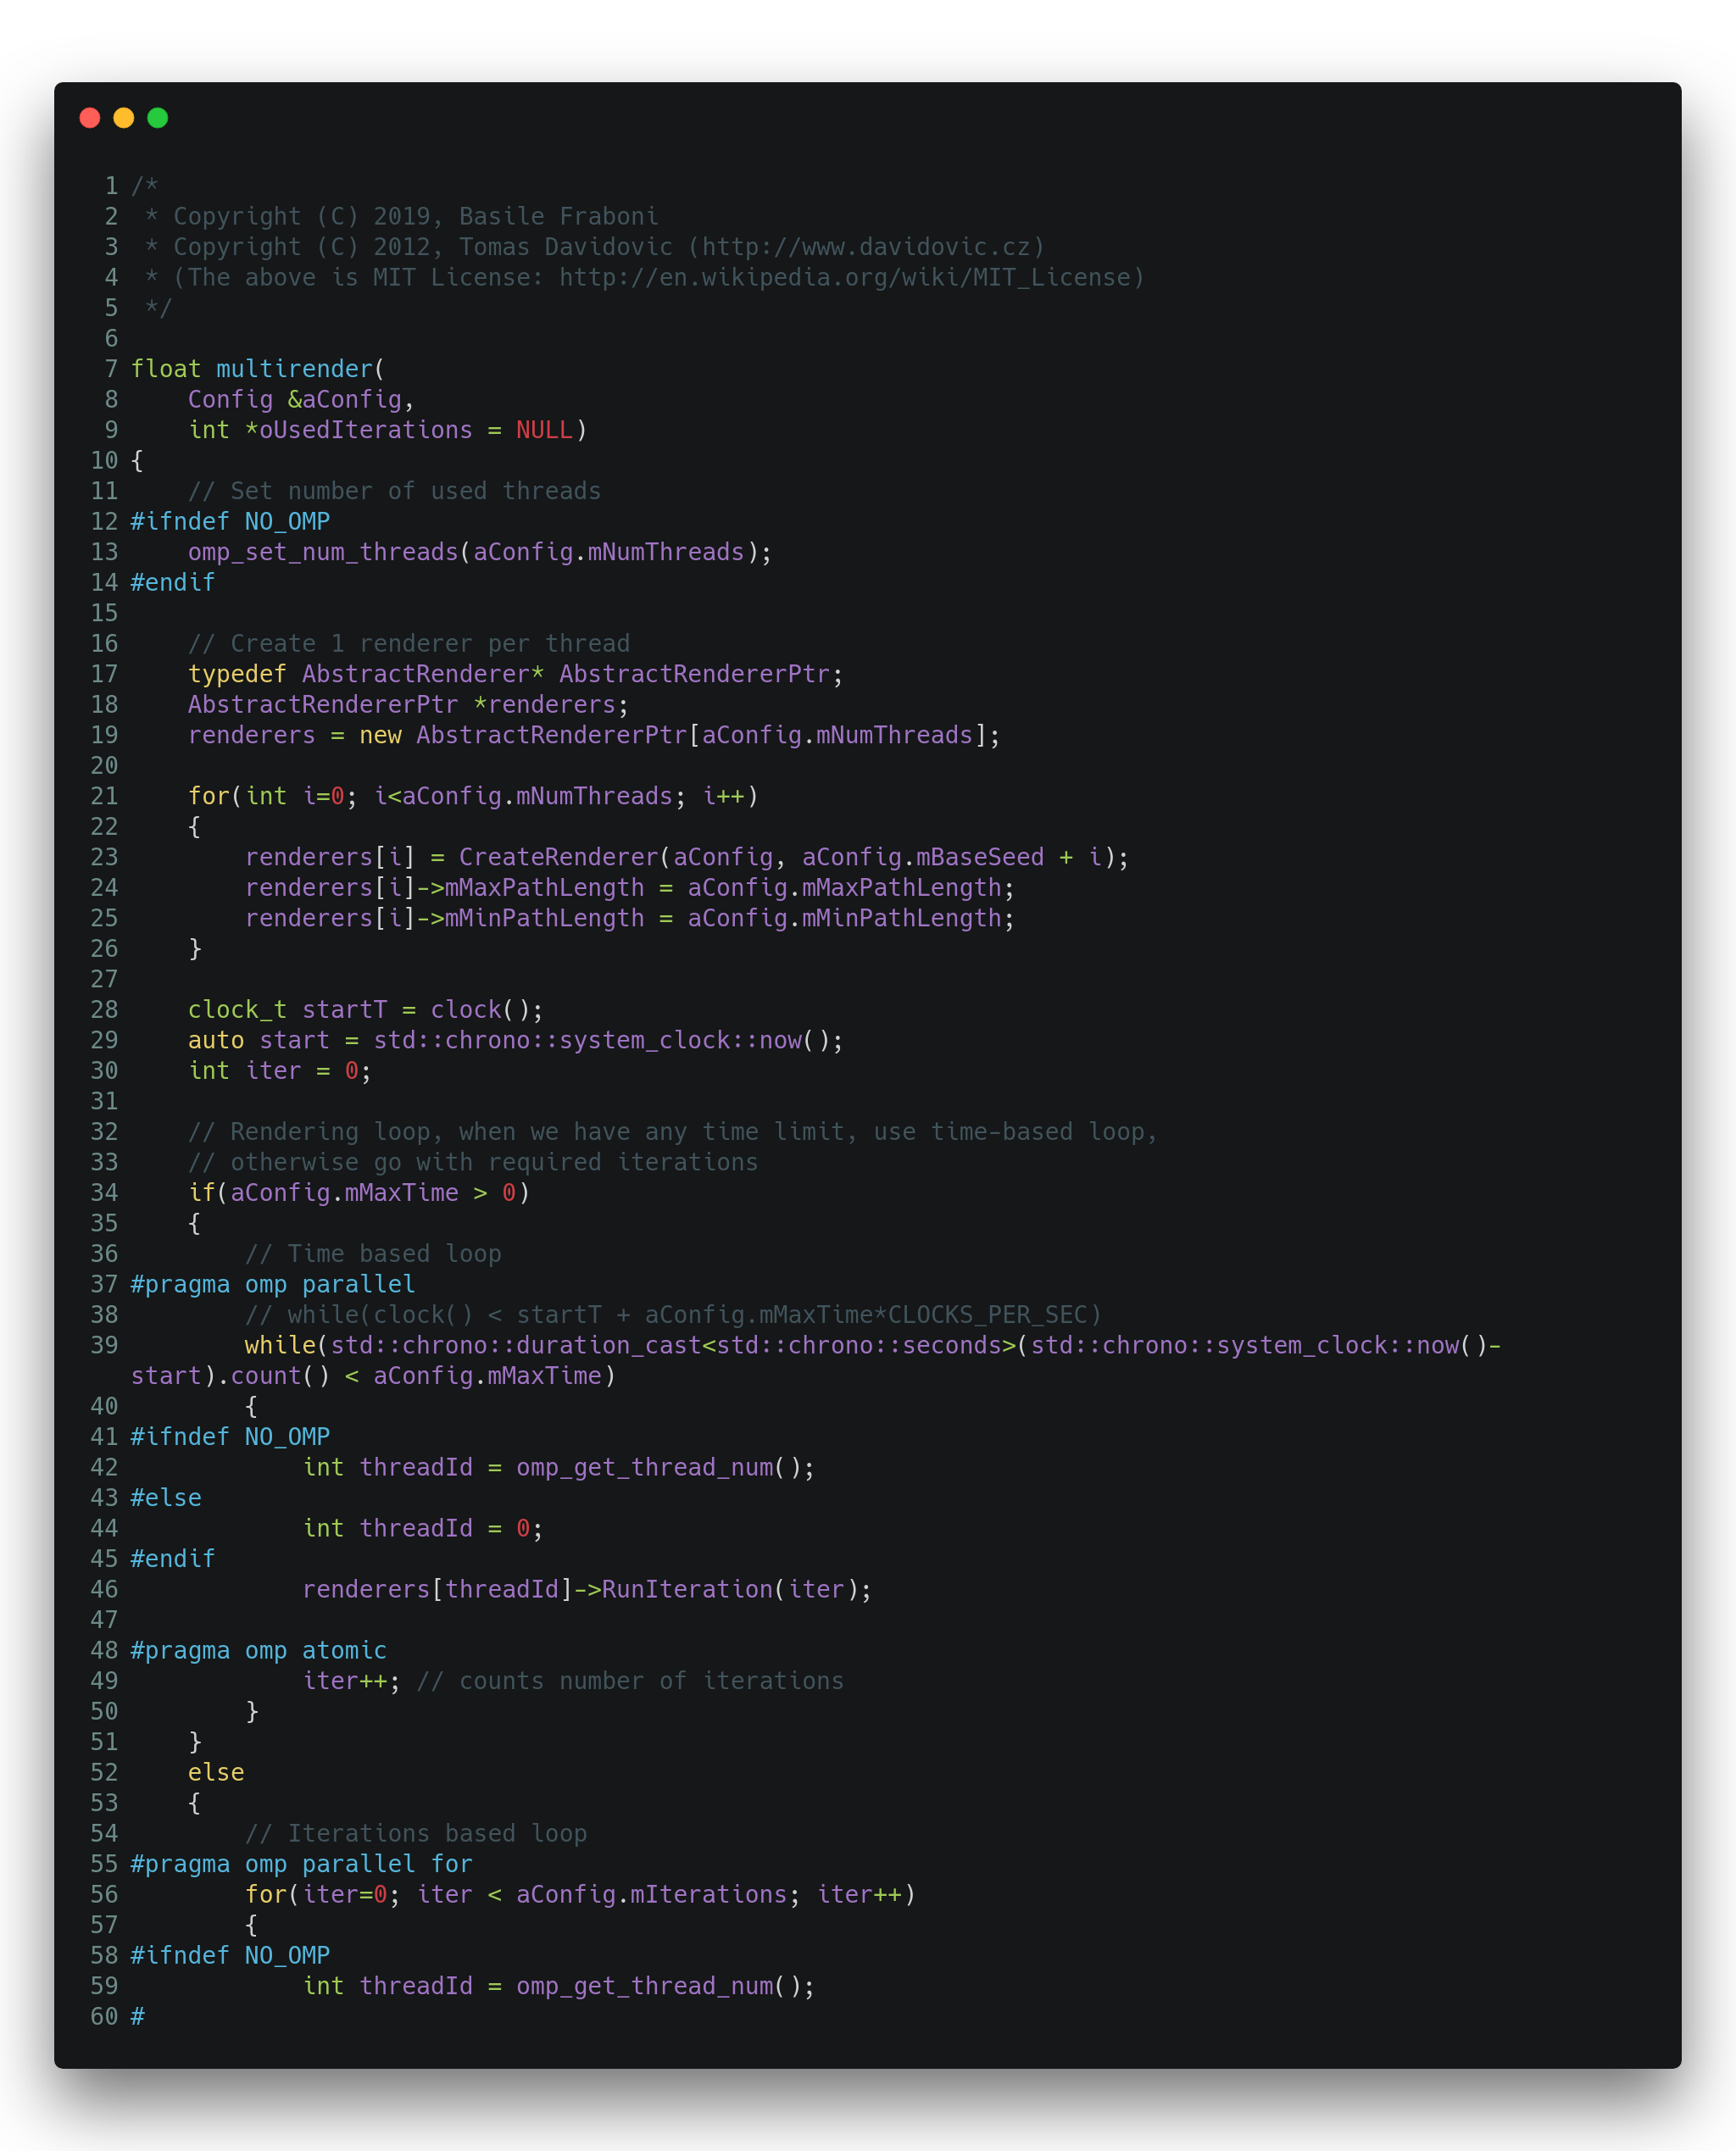 1 /*
2  * Copyright (C) 2019, Basile Fraboni
3  * Copyright (C) 2012, Tomas Davidovic (http://www.davidovic.cz)
4  * (The above is MIT License: http://en.wikipedia.org/wiki/MIT_License)
5  */
6
7 float multirender(
8     Config &aConfig,
9     int *oUsedIterations = NULL)
10 {
11     // Set number of used threads
12 #ifndef NO_OMP
13     omp_set_num_threads(aConfig.mNumThreads);
14 #endif
15
16     // Create 1 renderer per thread
17     typedef AbstractRenderer* AbstractRendererPtr;
18     AbstractRendererPtr *renderers;
19     renderers = new AbstractRendererPtr[aConfig.mNumThreads];
20
21     for(int i=0; i<aConfig.mNumThreads; i++)
22     {
23         renderers[i] = CreateRenderer(aConfig, aConfig.mBaseSeed + i);
24         renderers[i]->mMaxPathLength = aConfig.mMaxPathLength;
25         renderers[i]->mMinPathLength = aConfig.mMinPathLength;
26     }
27
28     clock_t startT = clock();
29     auto start = std::chrono::system_clock::now();
30     int iter = 0;
31
32     // Rendering loop, when we have any time limit, use time-based loop,
33     // otherwise go with required iterations
34     if(aConfig.mMaxTime > 0)
35     {
36         // Time based loop
37 #pragma omp parallel
38         // while(clock() < startT + aConfig.mMaxTime*CLOCKS_PER_SEC)
39         while(std::chrono::duration_cast<std::chrono::seconds>(std::chrono::system_clock::now()-
start).count() < aConfig.mMaxTime)
40         {
41 #ifndef NO_OMP
42             int threadId = omp_get_thread_num();
43 #else
44             int threadId = 0;
45 #endif
46             renderers[threadId]->RunIteration(iter);
47
48 #pragma omp atomic
49             iter++; // counts number of iterations
50         }
51     }
52     else
53     {
54         // Iterations based loop
55 #pragma omp parallel for
56         for(iter=0; iter < aConfig.mIterations; iter++)
57         {
58 #ifndef NO_OMP
59             int threadId = omp_get_thread_num();
60 #